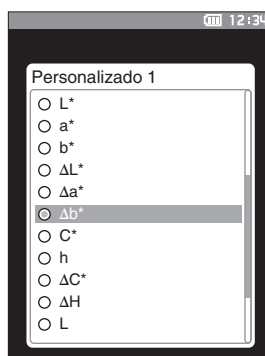 12:34
Personalizado 1
L*
a*
b*
ΔL*
Δa*
Δb*
C*
h
ΔC*
ΔH
L